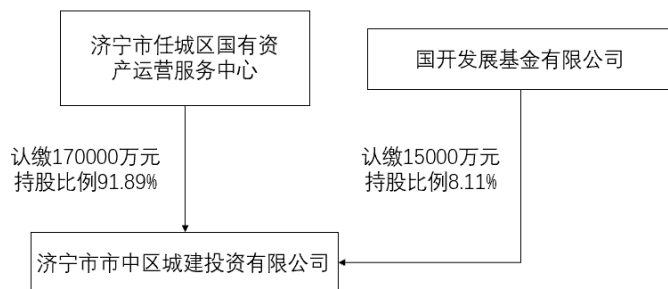 济宁市任城区国有资
产运营服务中心
国开发展基金有限公司
认缴170000万元
持股比例91.89%
认缴15000万元
持股比例8.11%
济宁市市中区城建投资有限公司